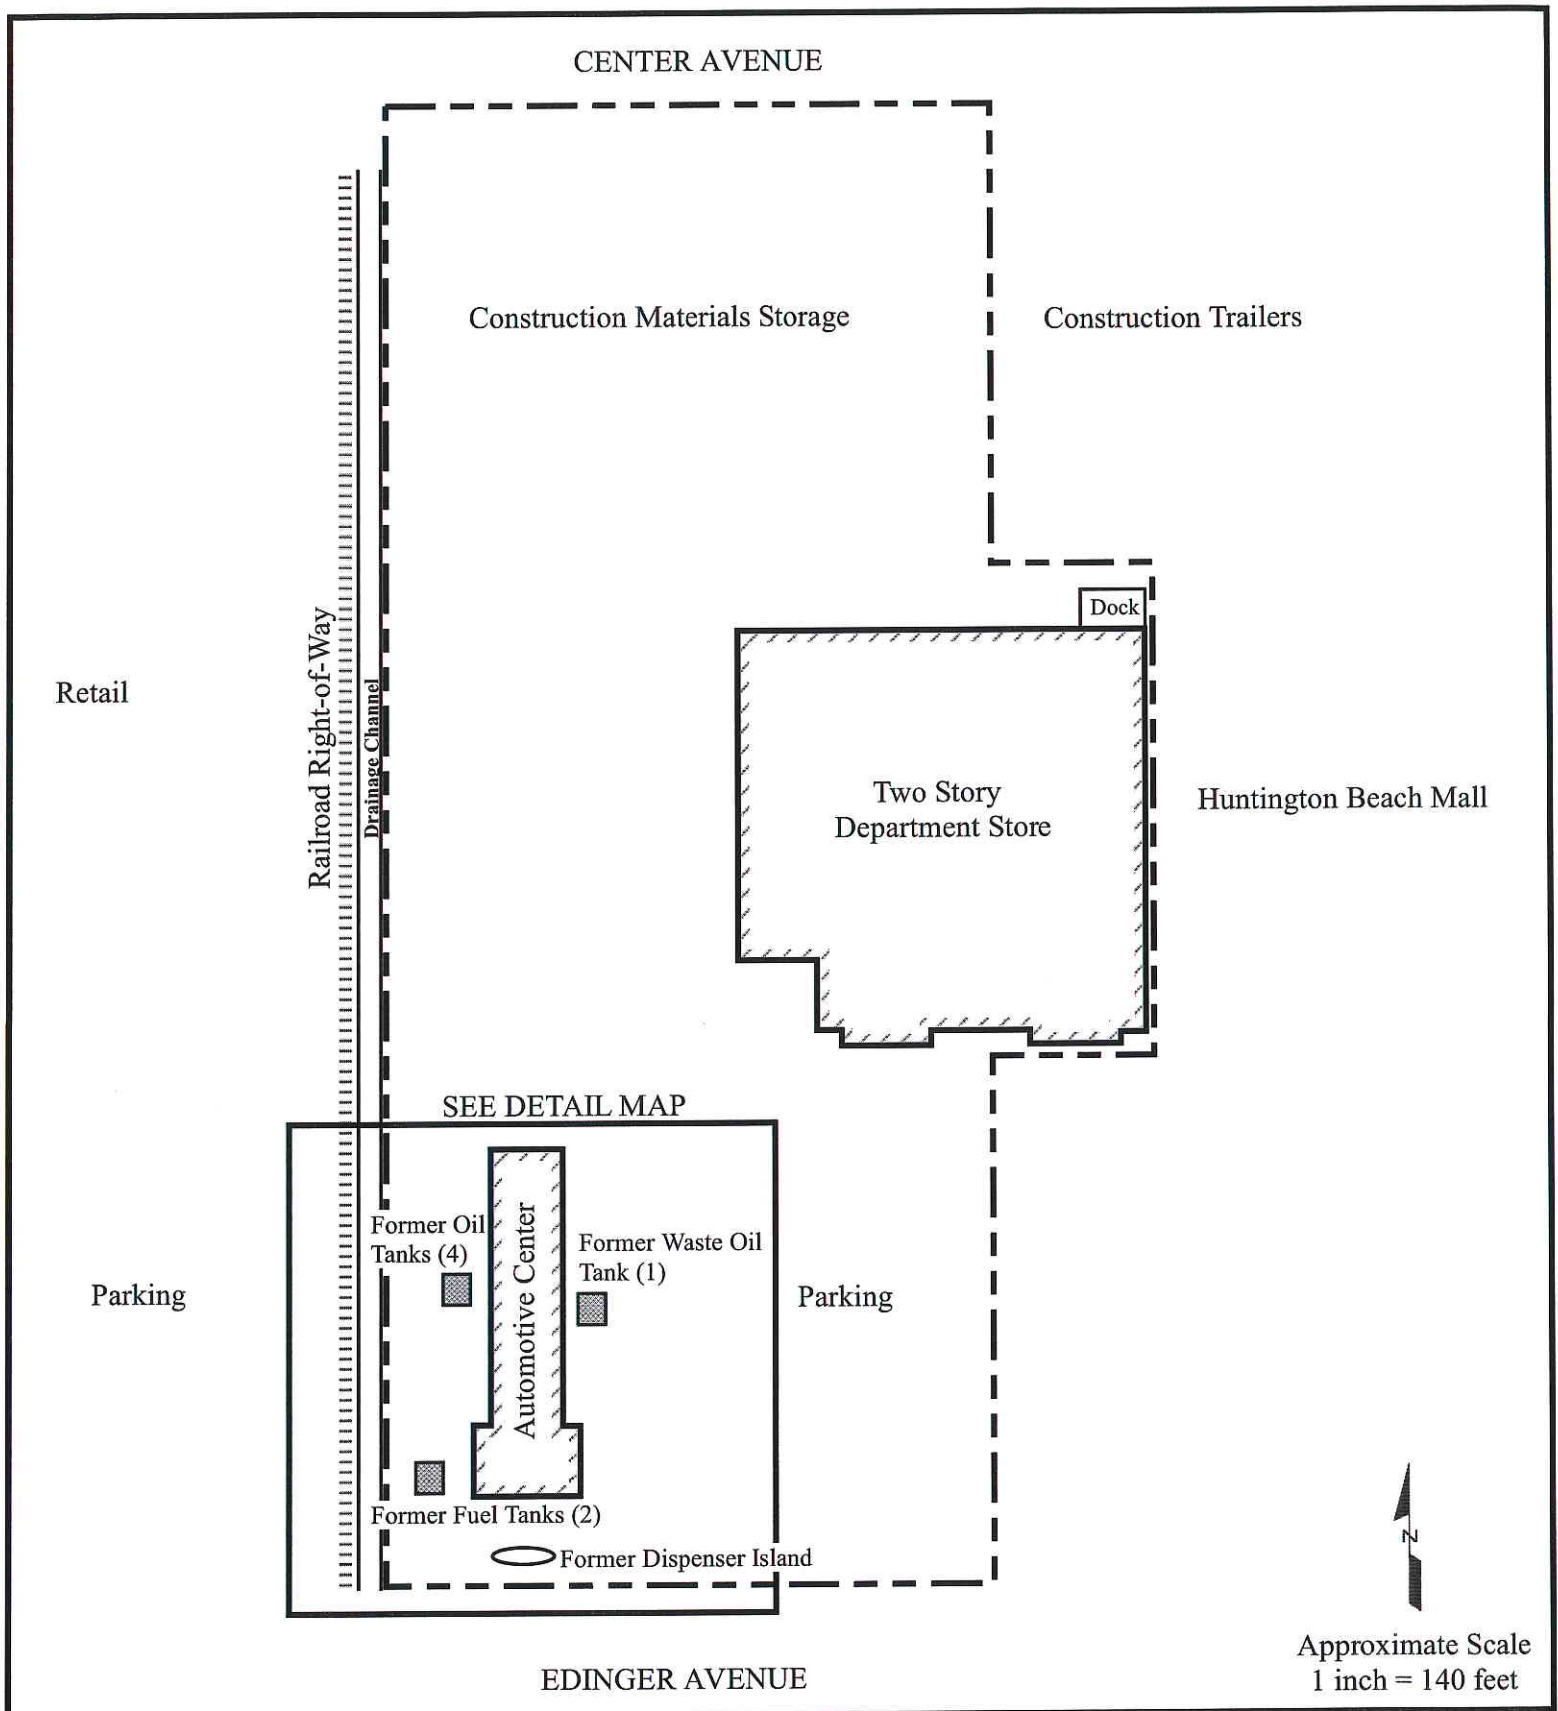 CENTER AVENUE
Construction Materials Storage
Construction Trailers
Dock
Railroad Right-of-Way
Drainage Channel
Retail
Two Story
Department Store
Huntington Beach Mall
SEE DETAIL MAP
Former Oil
Tanks (4)
Automotive Center
Former Waste Oil
Tank (1)
Parking
Parking
Former Fuel Tanks (2)
Former Dispenser Island
N
Approximate Scale
1 inch = 140 feet
EDINGER AVENUE